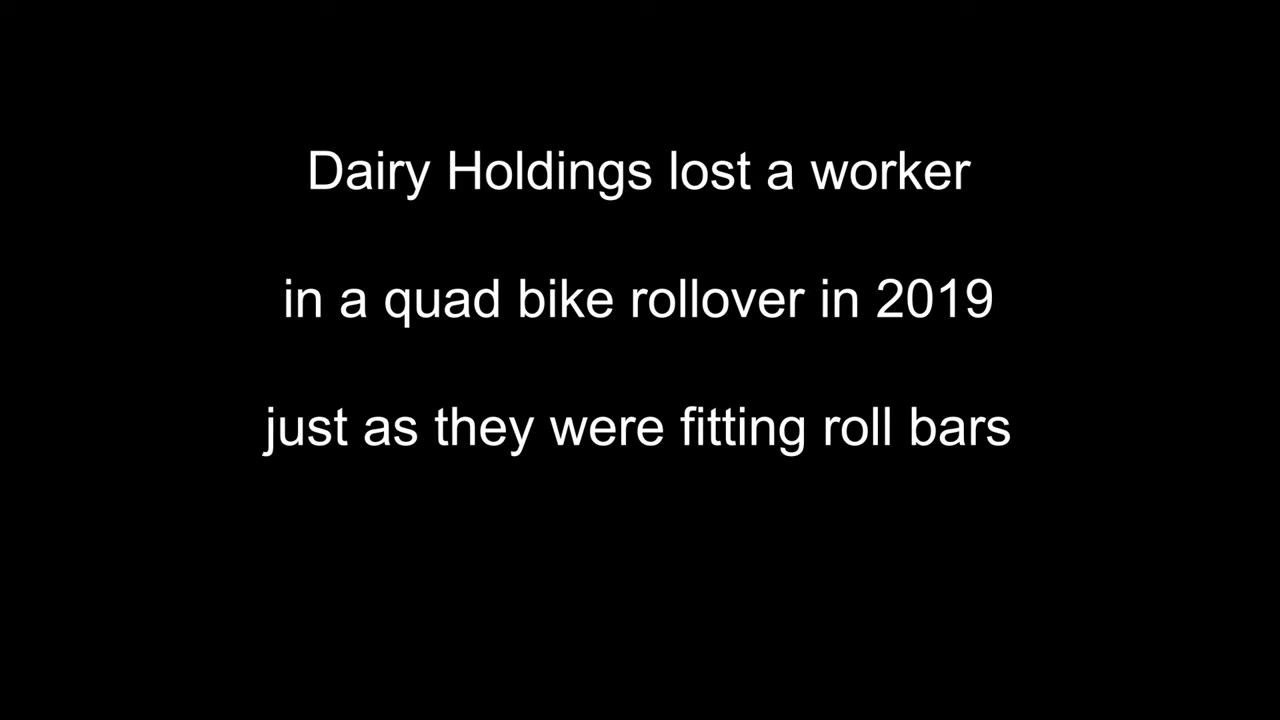 Dairy Holdings lost a worker
in a quad bike rollover in 2019
just as they were fitting roll bars